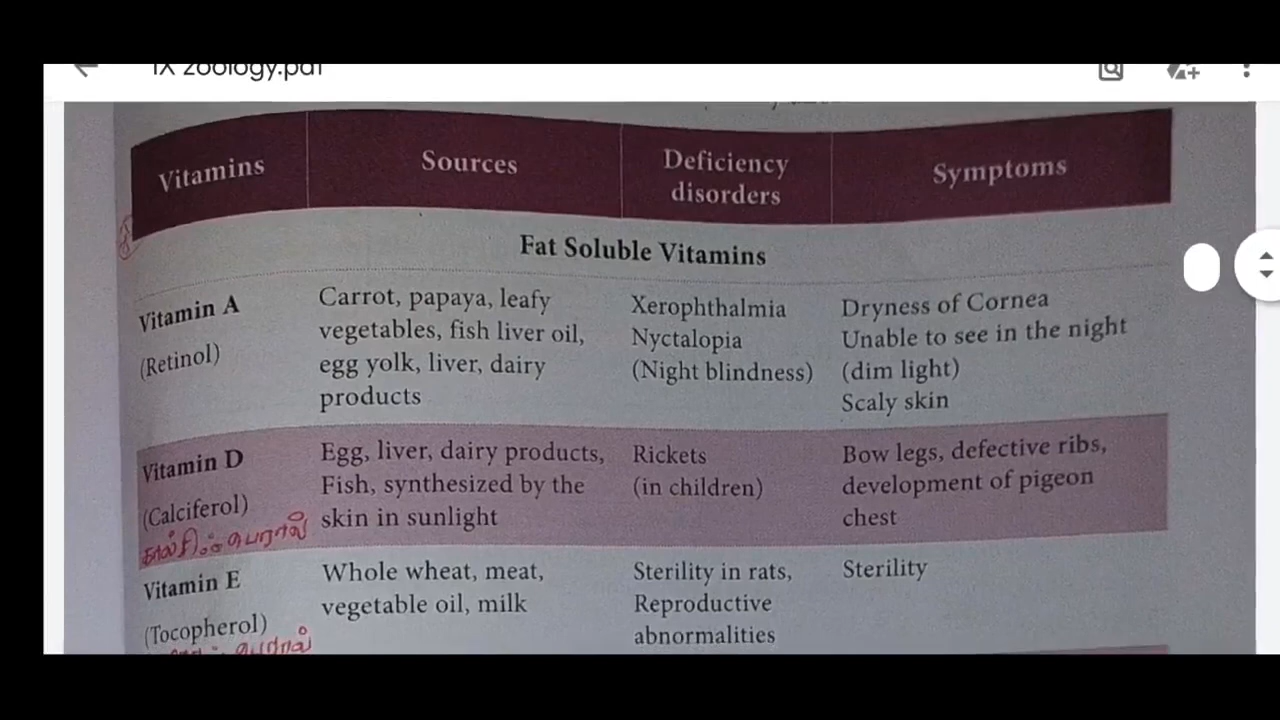 IX zoology.pdf
Vitamins
Sources
Deficiency
disorders
Symptoms
Fat Soluble Vitamins
Vitamin A
(Retinol)
Carrot, papaya, leafy
vegetables, fish liver oil,
egg yolk, liver, dairy
products
Xerophthalmia
Nyctalopia
(Night blindness)
Dryness of Cornea
Unable to see in the night
(dim light)
Scaly skin
Vitamin D
(Calciferol)
கால்சிஃபெரால்
Egg, liver, dairy products,
Fish, synthesized by the
skin in sunlight
Rickets
(in children)
Bow legs, defective ribs,
development of pigeon
chest
Vitamin E
(Tocopherol)
Whole wheat, meat,
vegetable oil, milk
Sterility in rats,
Reproductive
abnormalities
Sterility